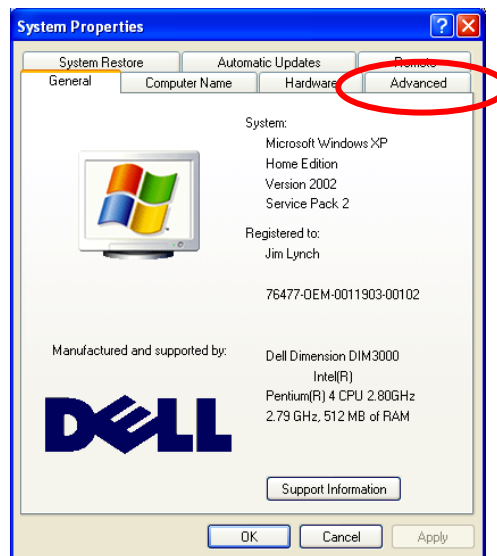 System Properties
System Restore
Automatic Updates
Remote
General
Computer Name
Hardware
Advanced
System:
Microsoft Windows XP
Home Edition
Version 2002
Service Pack 2
Registered to:
Jim Lynch
76477-OEM-0011903-00102
Manufactured and supported by:
Dell Dimension DIM3000
Intel(R)
Pentium(R) 4 CPU 2.80GHz
2.79 GHz, 512 MB of RAM
DELL
Support Information
OK
Cancel
Apply